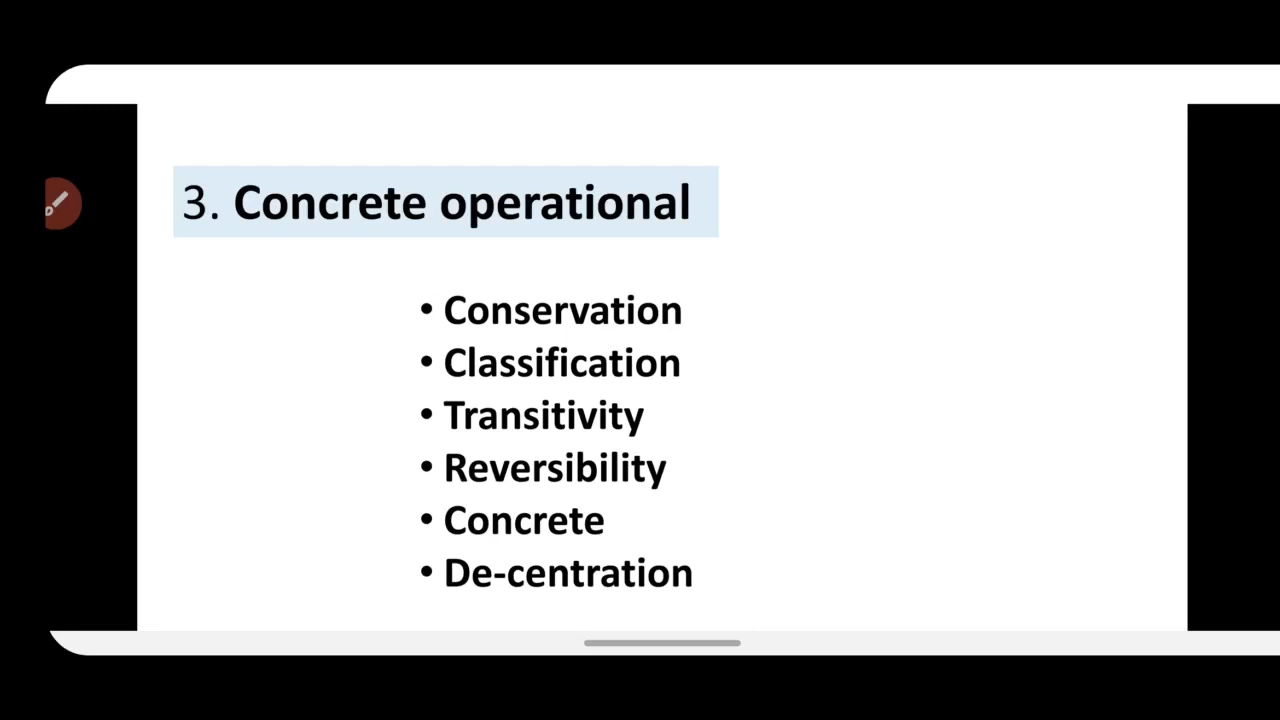 3. Concrete operational
• Conservation
• Classification
• Transitivity
• Reversibility
• Concrete
• De-centration